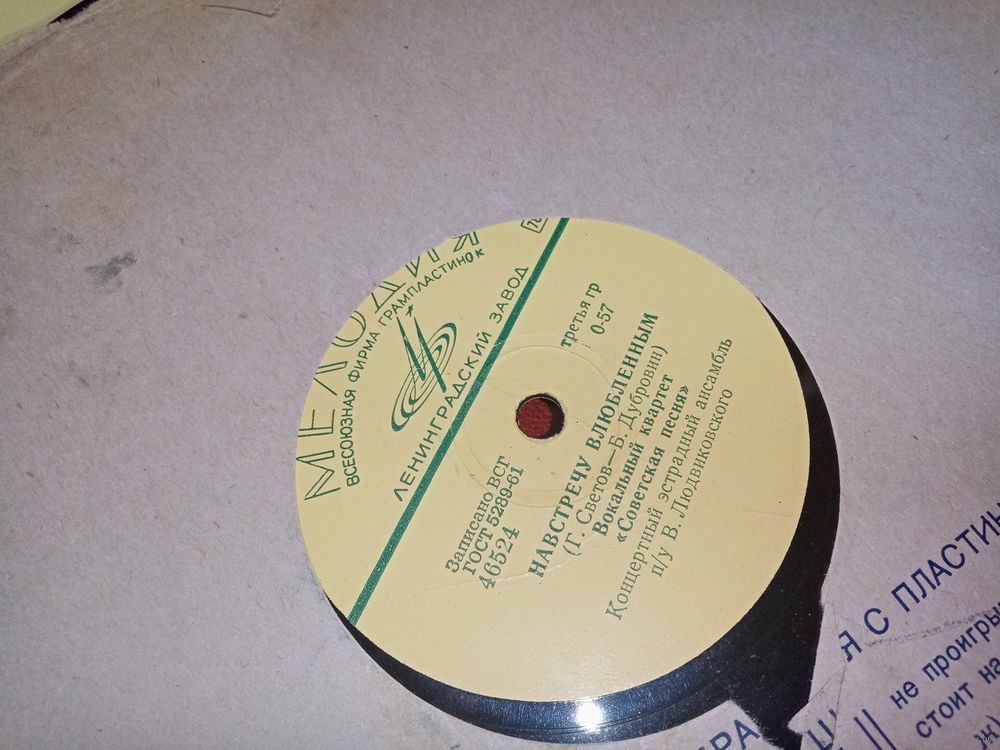 МЕЛОДИЯ
ВСЕСОЮЗНАЯ ФИРМА ГРАМПЛАСТИНОК
ЛЕНИНГРАДСКИЙ ЗАВОД
Записано ВСГ
ГОСТ 5289-61
46524
третья гр
0-57
НАВСТРЕЧУ ВЛЮБЛЕННЫМ
(Г. Светов—Б. Дубровин)
Вокальный квартет
«Советская песня»
Концертный эстрадный ансамбль
п/у В. Людвиковского
Я С ПЛАСТИН
не проигры
стоит на